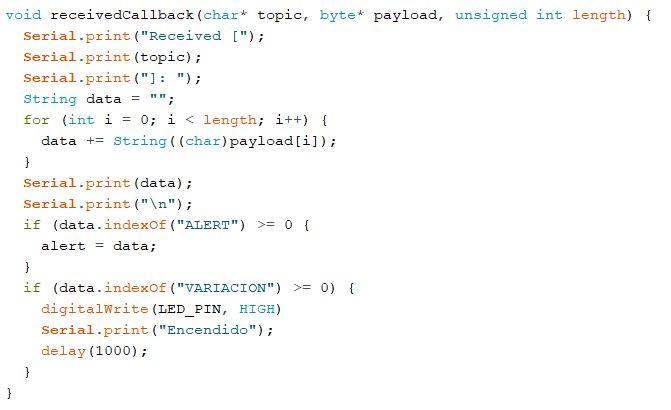 void receivedCallback(char* topic, byte* payload, unsigned int length) {
  Serial.print("Received [");
  Serial.print(topic);
  Serial.print("]: ");
  String data = "";
  for (int i = 0; i < length; i++) {
    data += String((char)payload[i]);
  }
  Serial.print(data);
  Serial.print("\n");
  if (data.indexOf("ALERT") >= 0 {
    alert = data;
  }
  if (data.indexOf("VARIACION") >= 0) {
    digitalWrite(LED_PIN, HIGH)
    Serial.print("Encendido");
    delay(1000);
  }
}